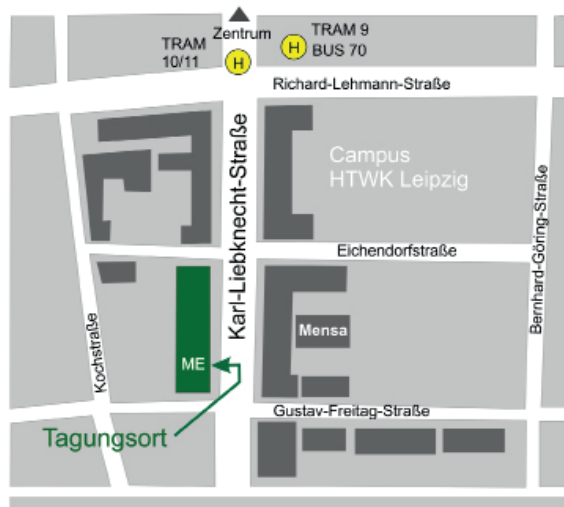 Zentrum
TRAM
10/11
H
H
TRAM 9
BUS 70
Richard-Lehmann-Straße
Karl-Liebknecht-Straße
Campus
HTWK Leipzig
Eichendorfstraße
Bernhard-Göring-Straße
Mensa
ME
Kochstraße
Gustav-Freitag-Straße
Tagungsort